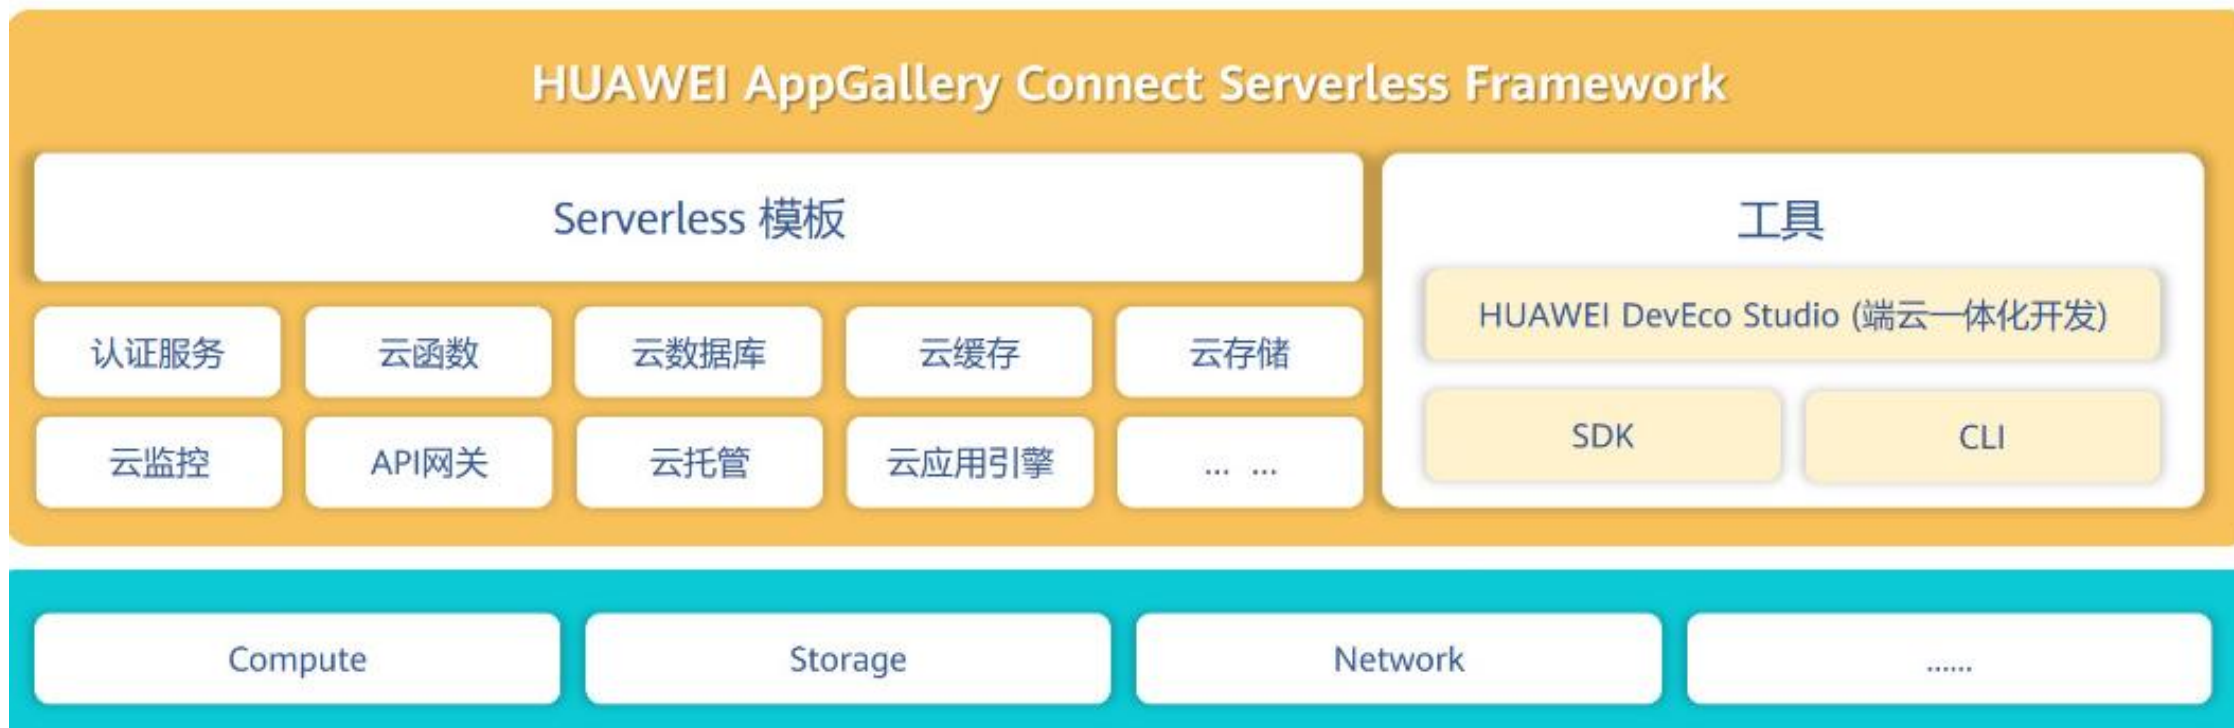 HUAWEI AppGallery Connect Serverless Framework
Serverless 模板
认证服务
云函数
云数据库
云缓存
云存储
云监控
API网关
云托管
云应用引擎
... ...
工具
HUAWEI DevEco Studio (端云一体化开发)
SDK
CLI
Compute
Storage
Network
......